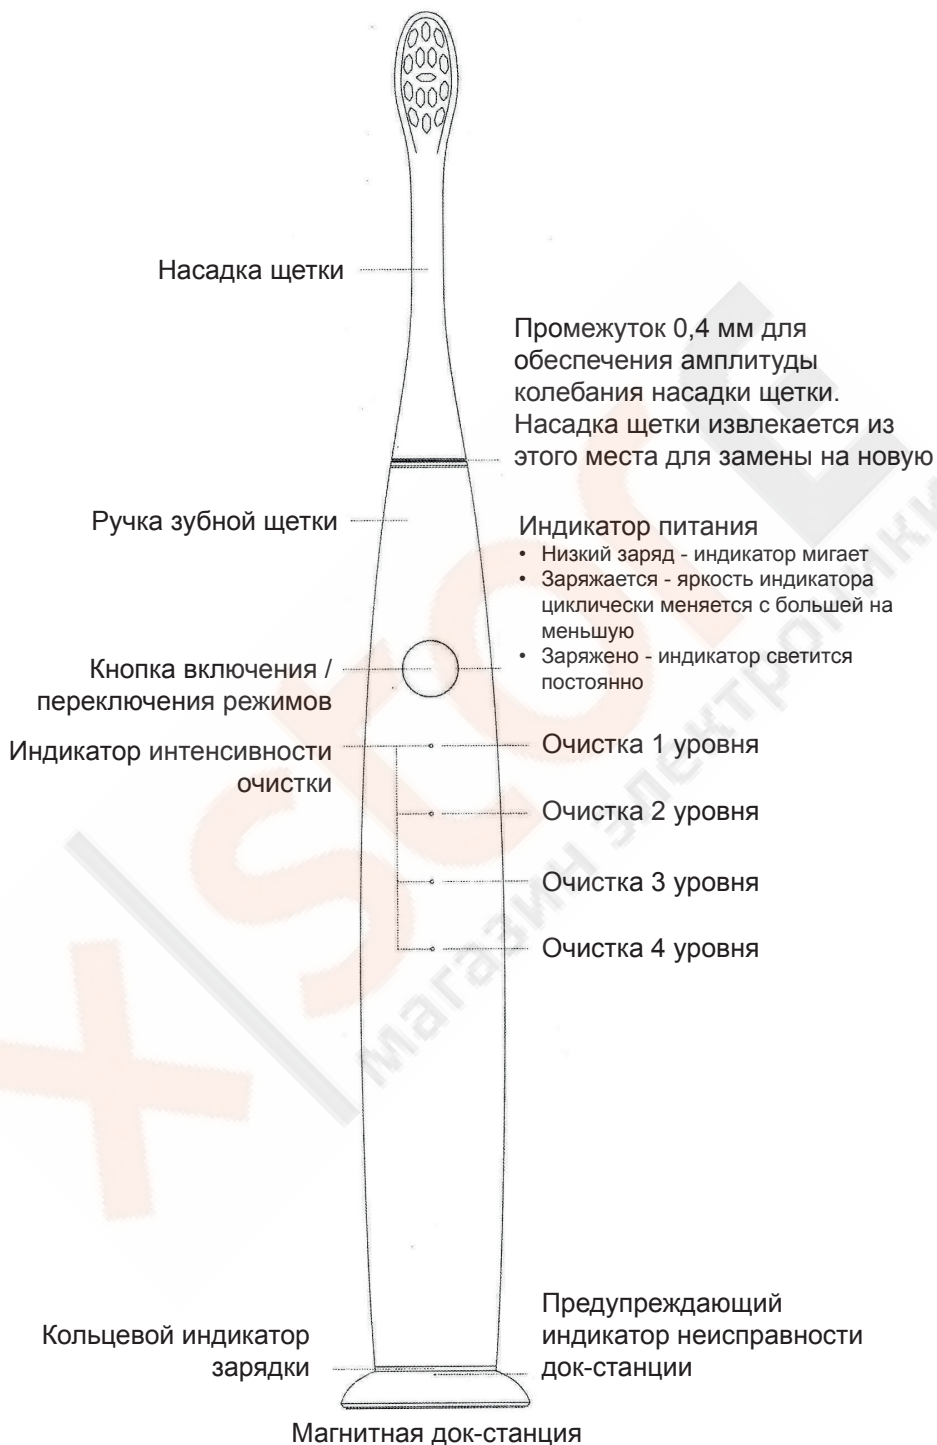 Насадка щетки
Промежуток 0,4 мм для
обеспечения амплитуды
колебания насадки щетки.
Насадка щетки извлекается из
этого места для замены на новую
Ручка зубной щетки
Индикатор питания
• Низкий заряд - индикатор мигает
• Заряжается - яркость индикатора
циклически меняется с большей на
меньшую
• Заряжено - индикатор светится
постоянно
Кнопка включения /
переключения режимов
Индикатор интенсивности
очистки
Очистка 1 уровня
Очистка 2 уровня
Очистка 3 уровня
Очистка 4 уровня
Кольцевой индикатор
зарядки
Предупреждающий
индикатор неисправности
док-станции
Магнитная док-станция
X store
магазин электроники